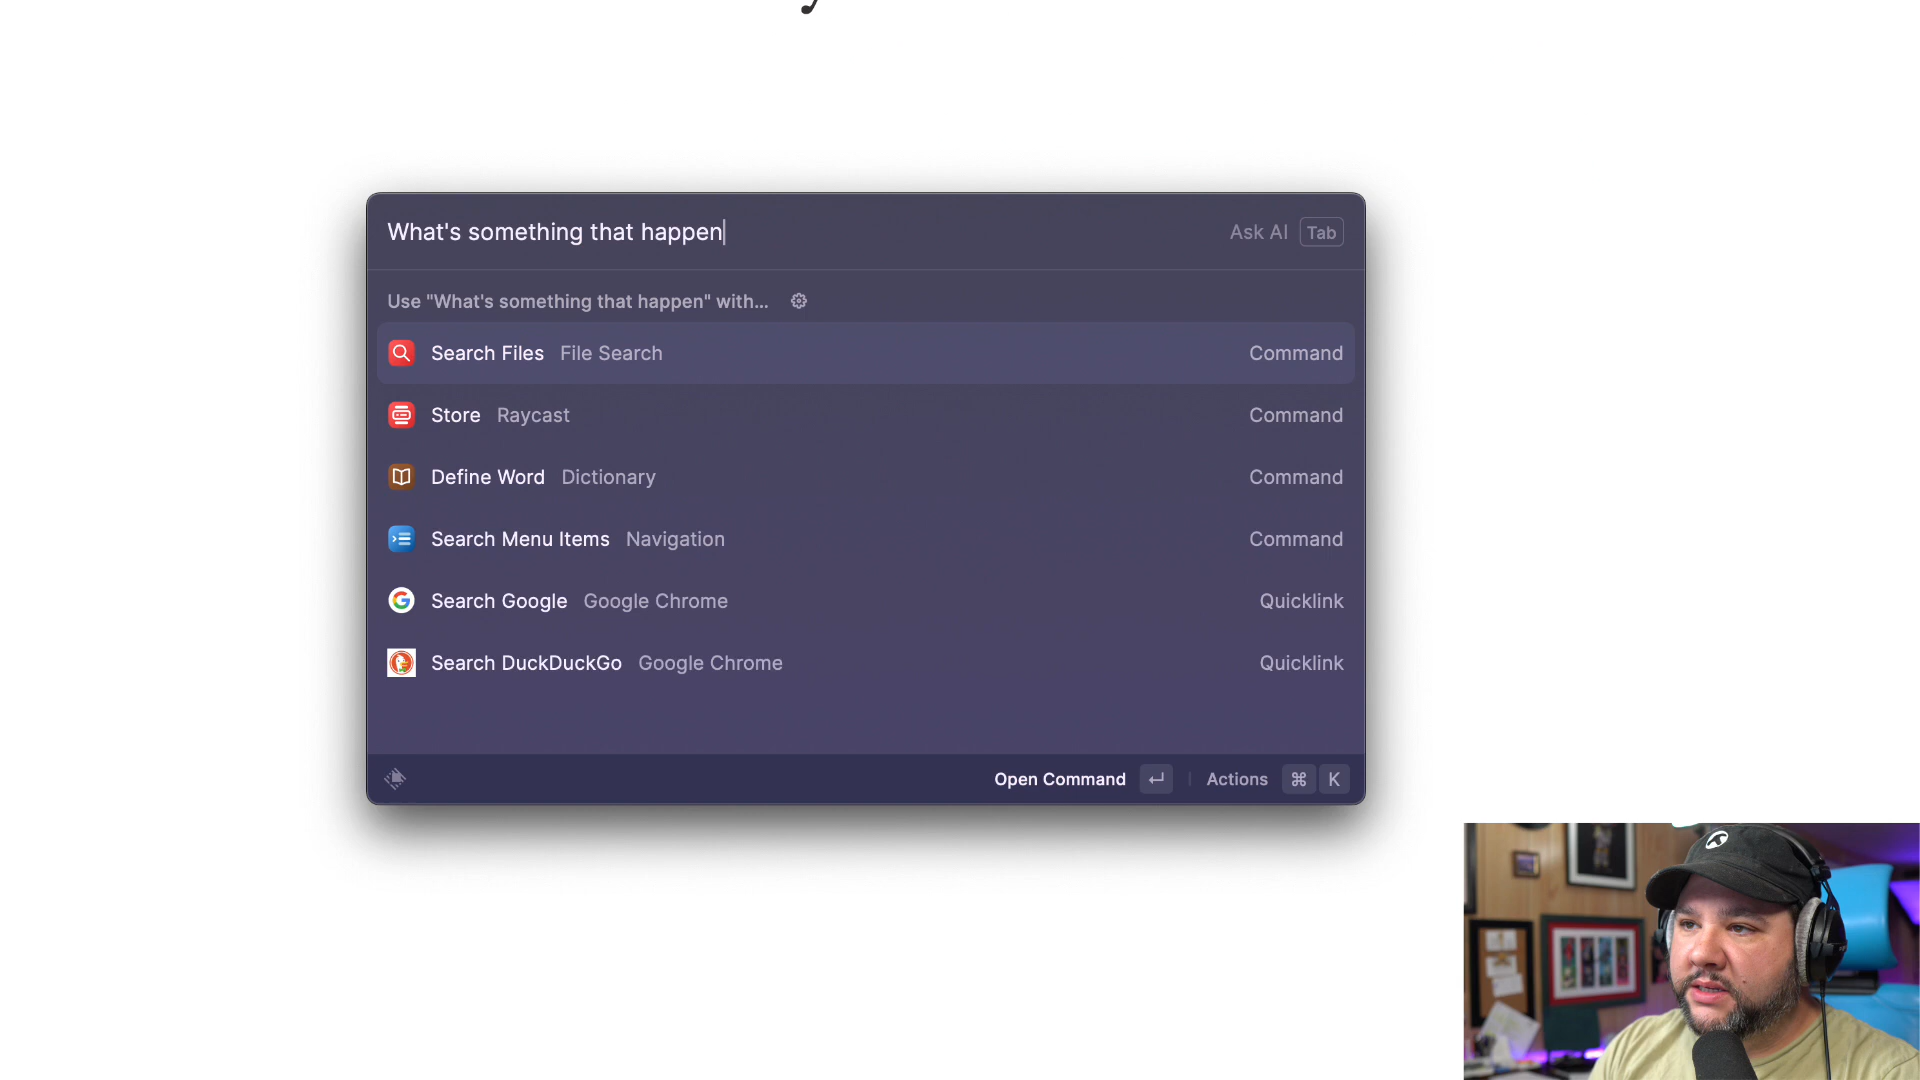 What's something that happen
Ask AI Tab
Use "What's something that happen" with...
Search Files File Search Command
Store Raycast Command
Define Word Dictionary Command
Search Menu Items Navigation Command
Search Google Google Chrome Quicklink
Search DuckDuckGo Google Chrome Quicklink
Open Command ↵ Actions ⌘ K